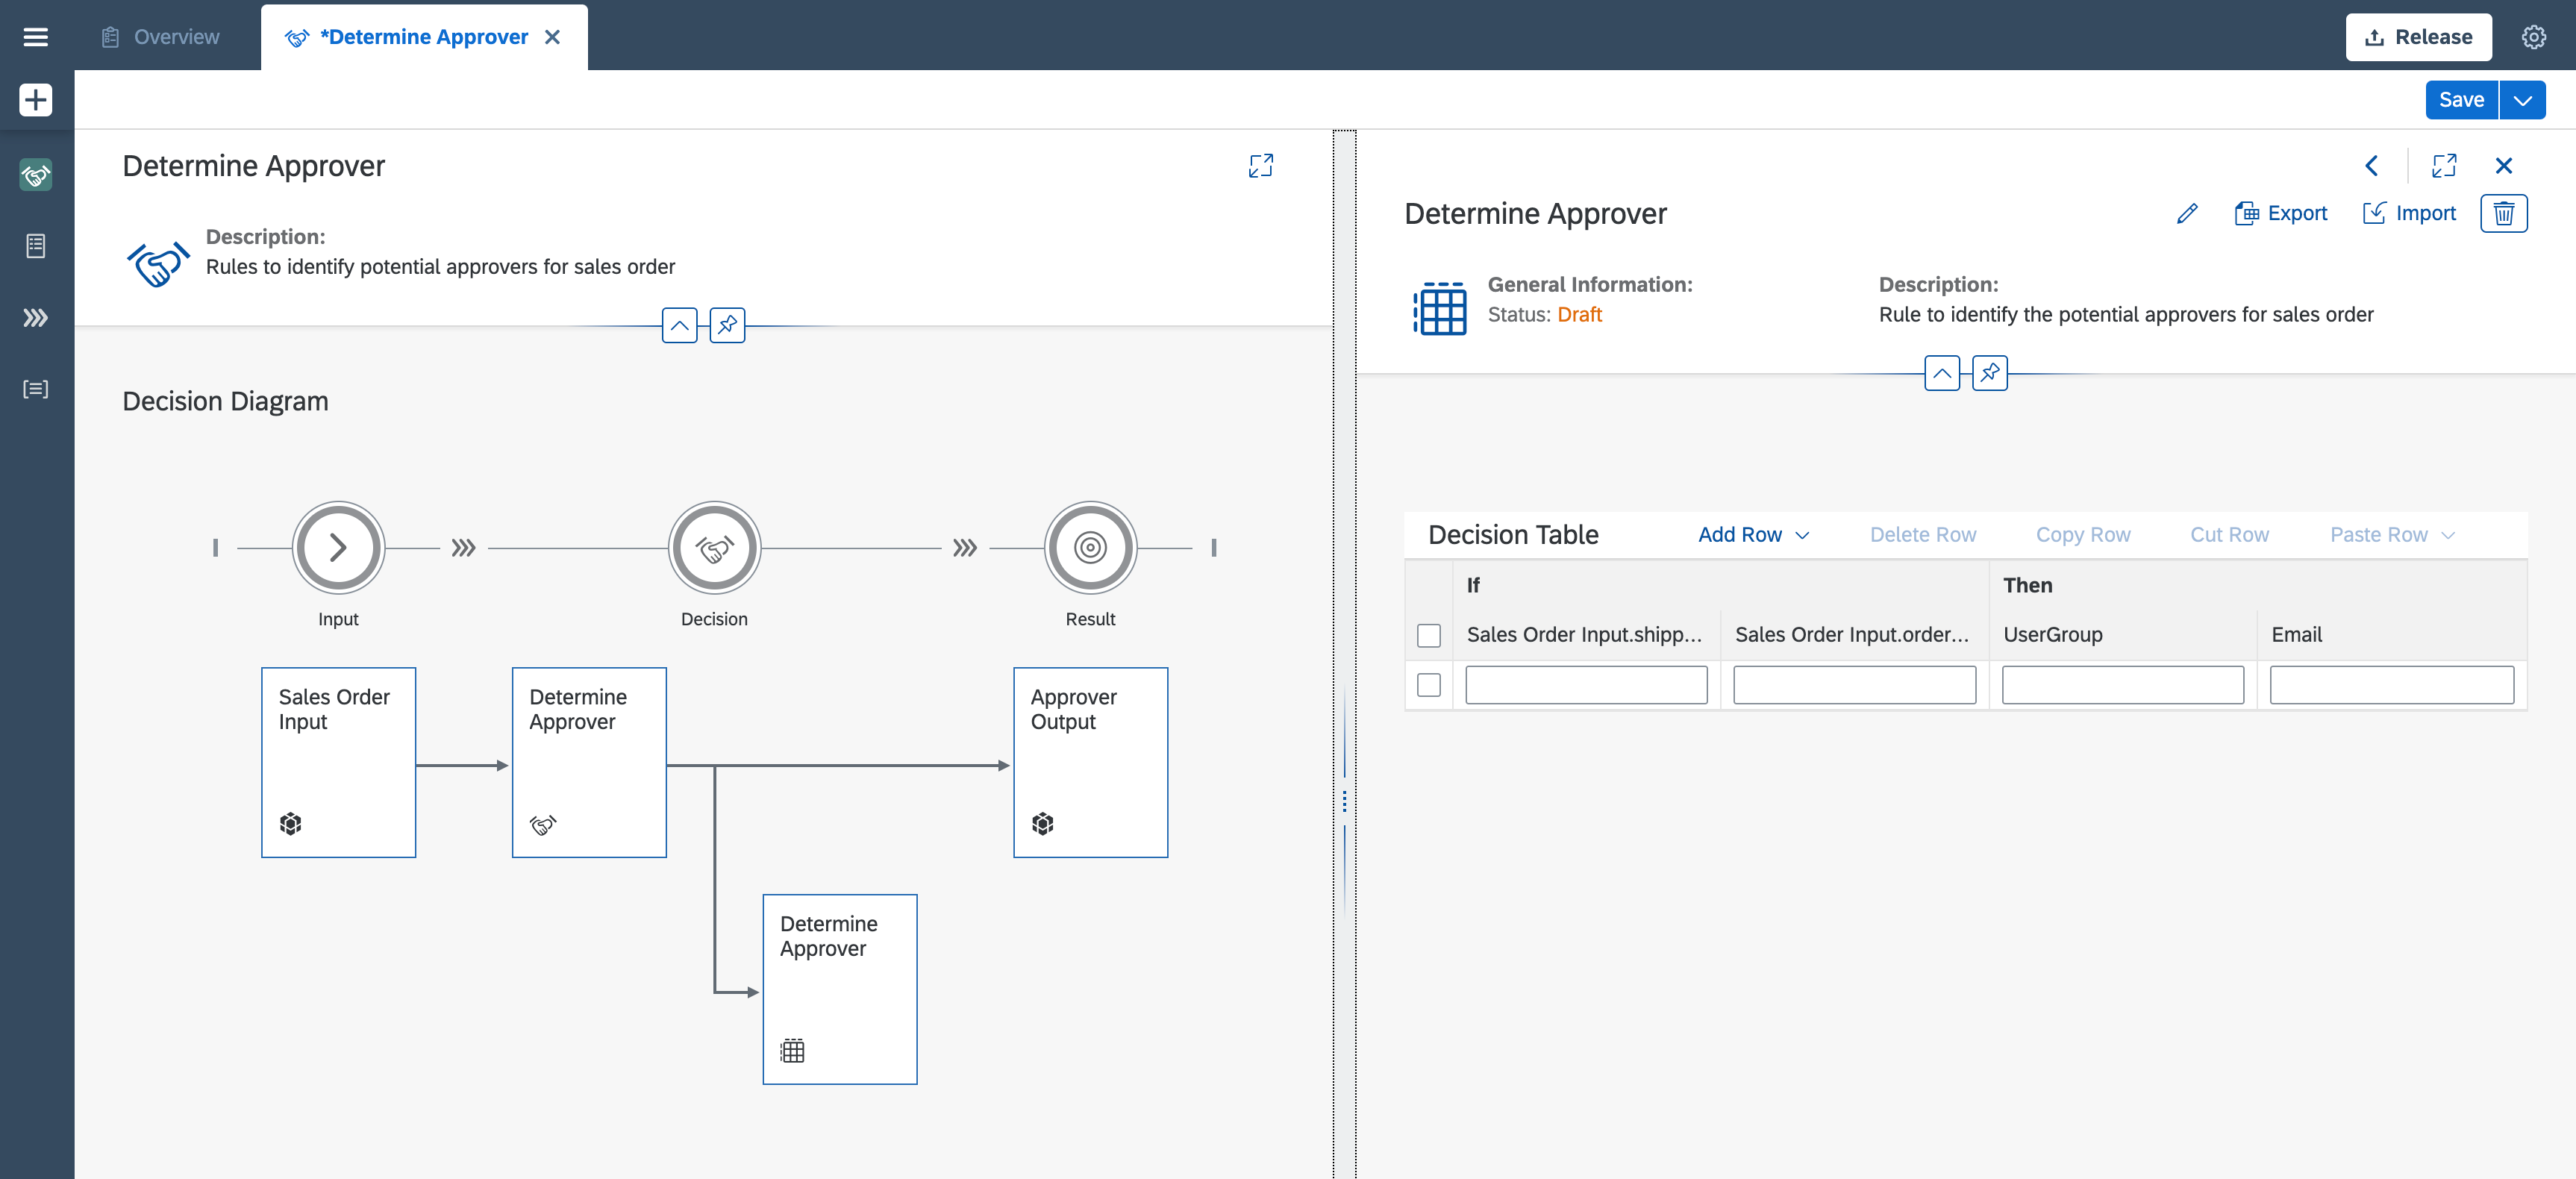 Overview
*Determine Approver
Release
Save
Determine Approver
Description:
Rules to identify potential approvers for sales order
Decision Diagram
Input
Decision
Result
Sales Order
Input
Determine
Approver
Approver
Output
Determine
Approver
Determine Approver
Export
Import
General Information:
Status: Draft
Description:
Rule to identify the potential approvers for sales order
Decision Table
Add Row
Delete Row
Copy Row
Cut Row
Paste Row
If
Then
Sales Order Input.shipp...
Sales Order Input.order...
UserGroup
Email